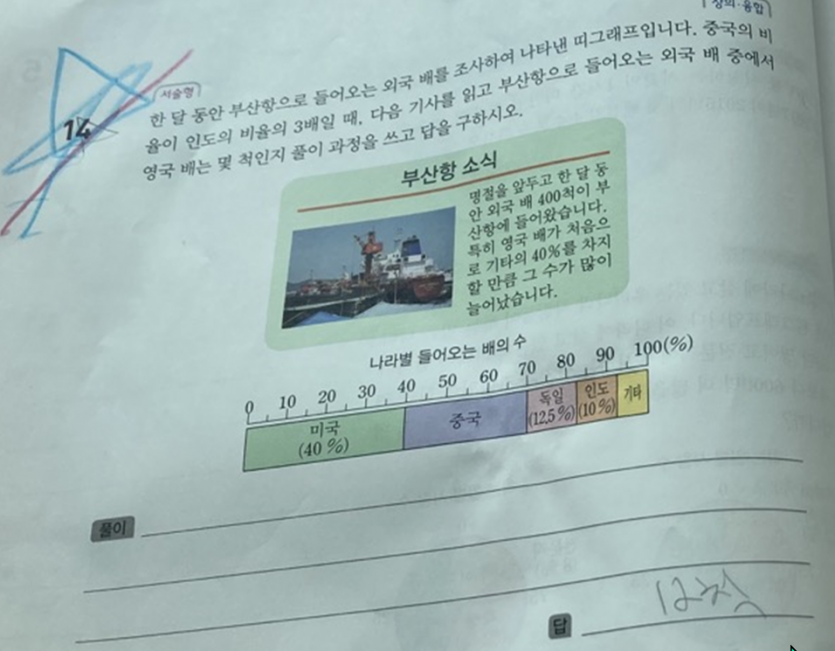 창의·융합
서술형
14
한 달 동안 부산항으로 들어오는 외국 배를 조사하여 나타낸 띠그래프입니다. 중국의 비
율이 인도의 비율의 3배일 때, 다음 기사를 읽고 부산항으로 들어오는 외국 배 중에서
영국 배는 몇 척인지 풀이 과정을 쓰고 답을 구하시오.
부산항 소식
명절을 앞두고 한 달 동
안 외국 배 400척이 부
산항에 들어왔습니다.
특히 영국 배가 처음으
로 기타의 40%를 차지
할 만큼 그 수가 많이
늘어났습니다.
나라별 들어오는 배의 수
0 10 20 30 40 50 60 70 80 90 100(%)
미국
(40 %)
중국
독일
(12.5 %)
인도
(10 %)
기타
풀이
답
12척